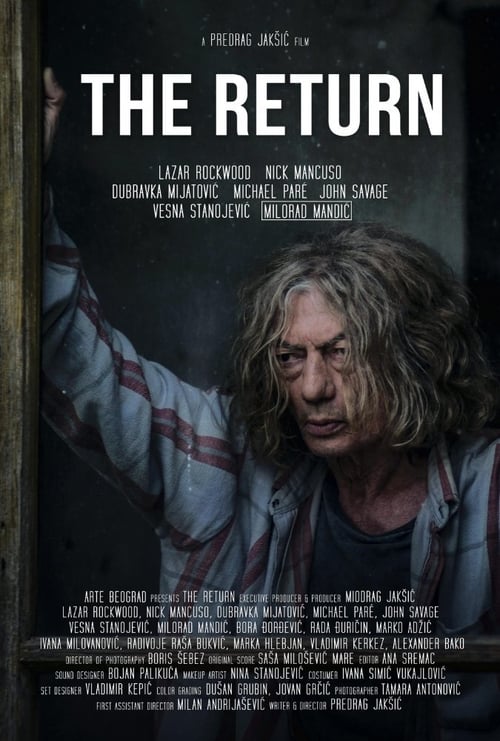 A PREDRAG JAKŠIĆ FILM
THE RETURN
LAZAR ROCKWOOD NICK MANCUSO
DUBRAVKA MIJATOVIĆ MICHAEL PARÉ JOHN SAVAGE
VESNA STANOJEVIĆ MILORAD MANDIĆ
ARTE BEOGRAD PRESENTS THE RETURN EXECUTIVE PRODUCER & PRODUCER MIODRAG JAKŠIĆ
LAZAR ROCKWOOD, NICK MANCUSO, DUBRAVKA MIJATOVIĆ, MICHAEL PARÉ, JOHN SAVAGE
VESNA STANOJEVIĆ, MILORAD MANDIĆ, BORA ĐORĐEVIĆ, RADA ĐURIČIN, MARKO ADŽIĆ
IVANA MILOVANOVIĆ, RADIVOJE RAŠA BUKVIĆ, MARKA HLEBJAN, VLADIMIR KERKEZ, ALEXANDER BAKO
DIRECTOR OF PHOTOGRAPHY BORIS ŠEBEZ ORIGINAL SCORE SAŠA MILOŠEVIĆ MARE EDITOR ANA SREMAC
SOUND DESIGNER BOJAN PALIKUĆA MAKEUP ARTIST NINA STANOJEVIĆ COSTUMER IVANA SIMIĆ VUKAJLOVIĆ
SET DESIGNER VLADIMIR KEPIĆ COLOR GRADING DUŠAN GRUBIN, JOVAN GRČIĆ PHOTOGRAPHER TAMARA ANTONOVIĆ
FIRST ASSISTANT DIRECTOR MILAN ANDRIJAŠEVIĆ WRITER & DIRECTOR PREDRAG JAKŠIĆ